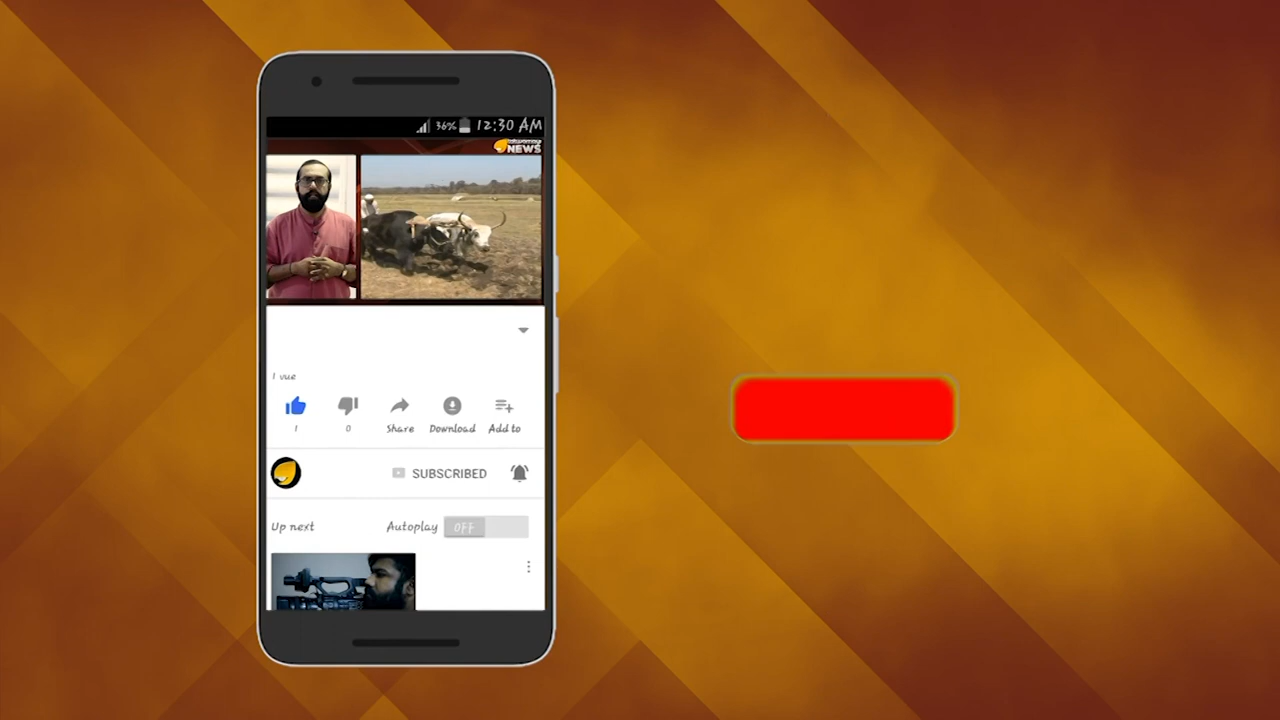 36% 12:30 AM
NEWS
1 vue
1 0 Share Download Add to
SUBSCRIBED
Up next Autoplay OFF